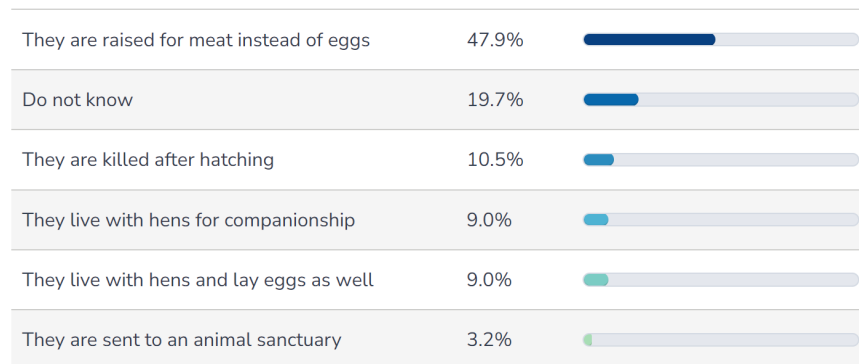 They are raised for meat instead of eggs 47.9%
Do not know 19.7%
They are killed after hatching 10.5%
They live with hens for companionship 9.0%
They live with hens and lay eggs as well 9.0%
They are sent to an animal sanctuary 3.2%